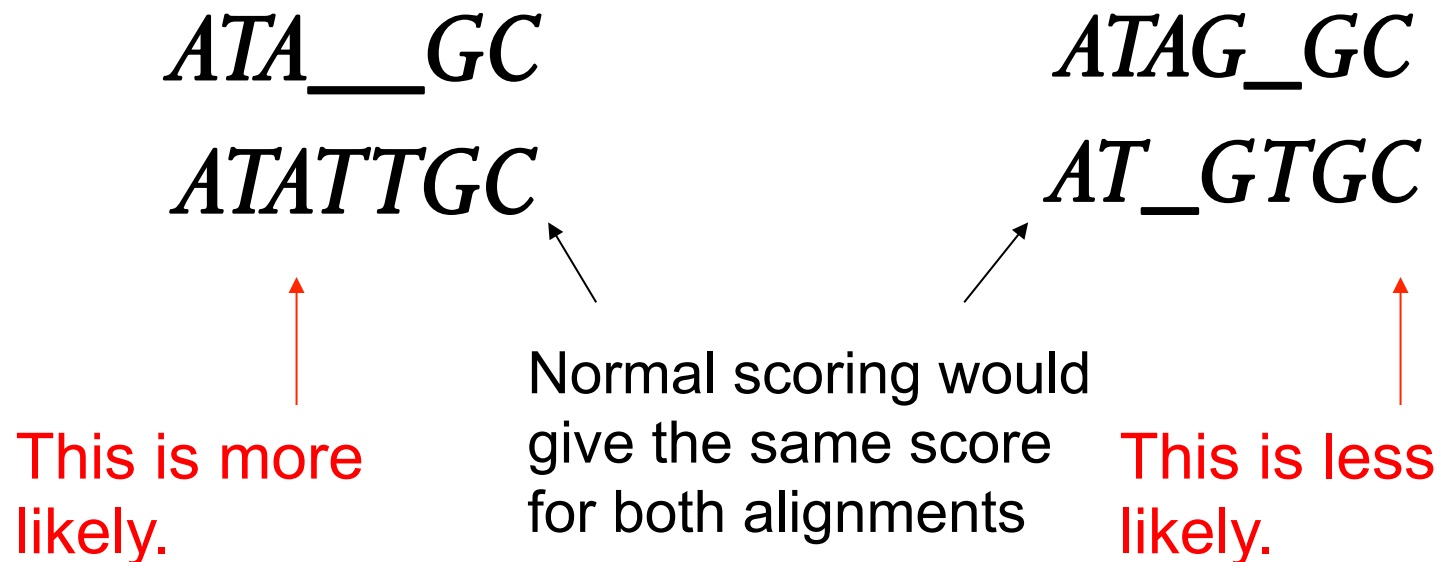 ATA__GC
ATATTGC
ATAG_GC
AT_GTGC
Normal scoring would
give the same score
for both alignments
This is more
likely.
This is less
likely.